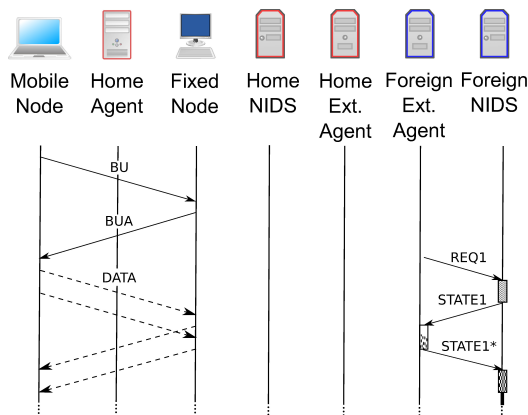 Mobile Node
Home Agent
Fixed Node
Home NIDS
Home Ext. Agent
Foreign Ext. Agent
Foreign NIDS
BU
BUA
DATA
REQ1
STATE1
STATE1*